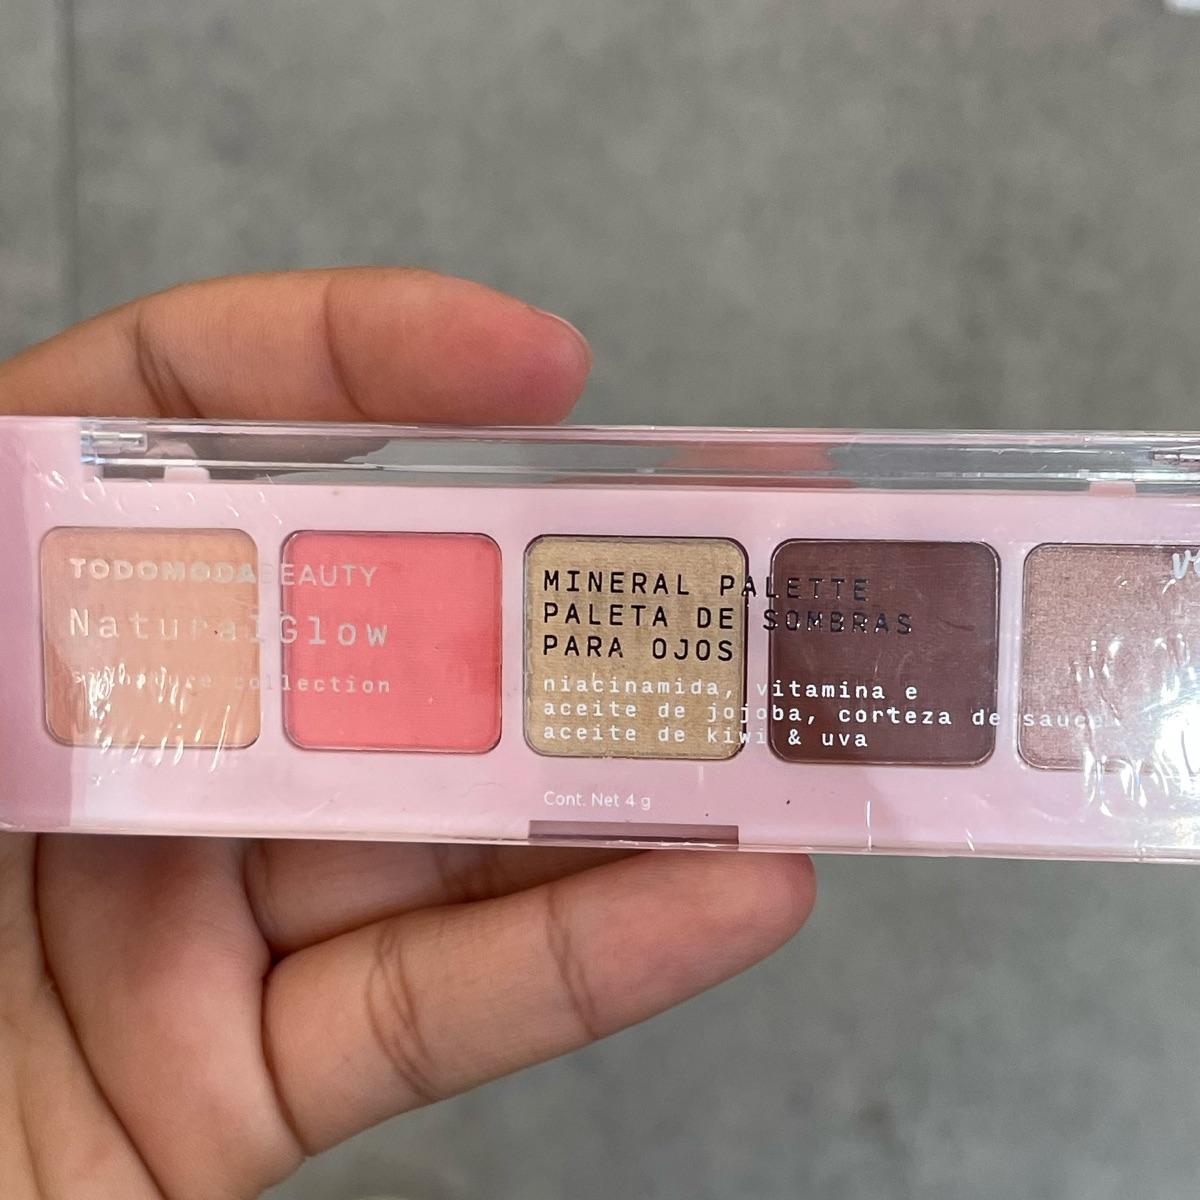 TODOMODABEAUTY
NaturalGlow
collection
MINERAL PALETTE
PALETA DE SOMBRAS
PARA OJOS
niacinamida, vitamina e
aceite de jojoba, corteza de sauce
aceite de kiwi & uva
Cont. Net 4 g